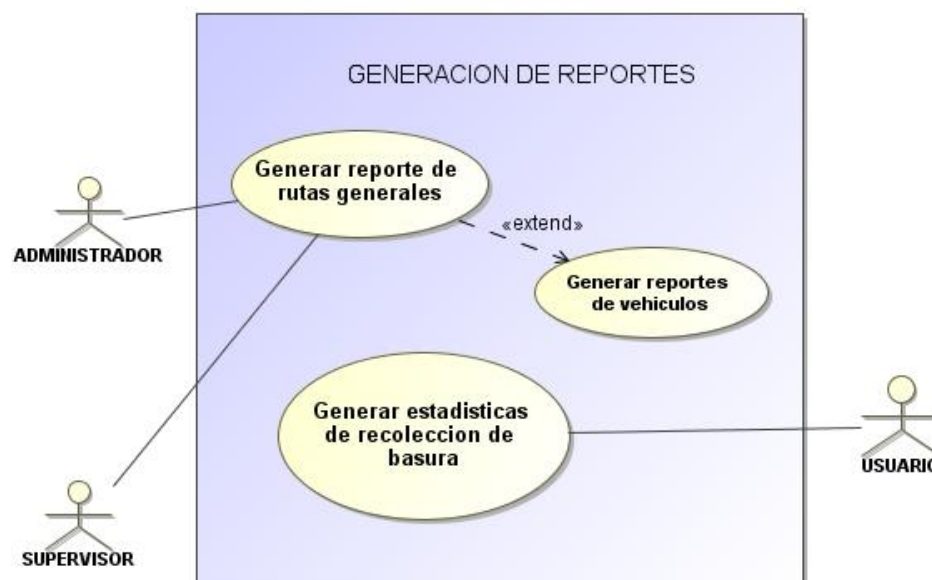 GENERACION DE REPORTES
Generar reporte de
rutas generales
ADMINISTRADOR
«extend»
Generar reportes
de vehiculos
Generar estadisticas
de recoleccion de
basura
USUARIO
SUPERVISOR